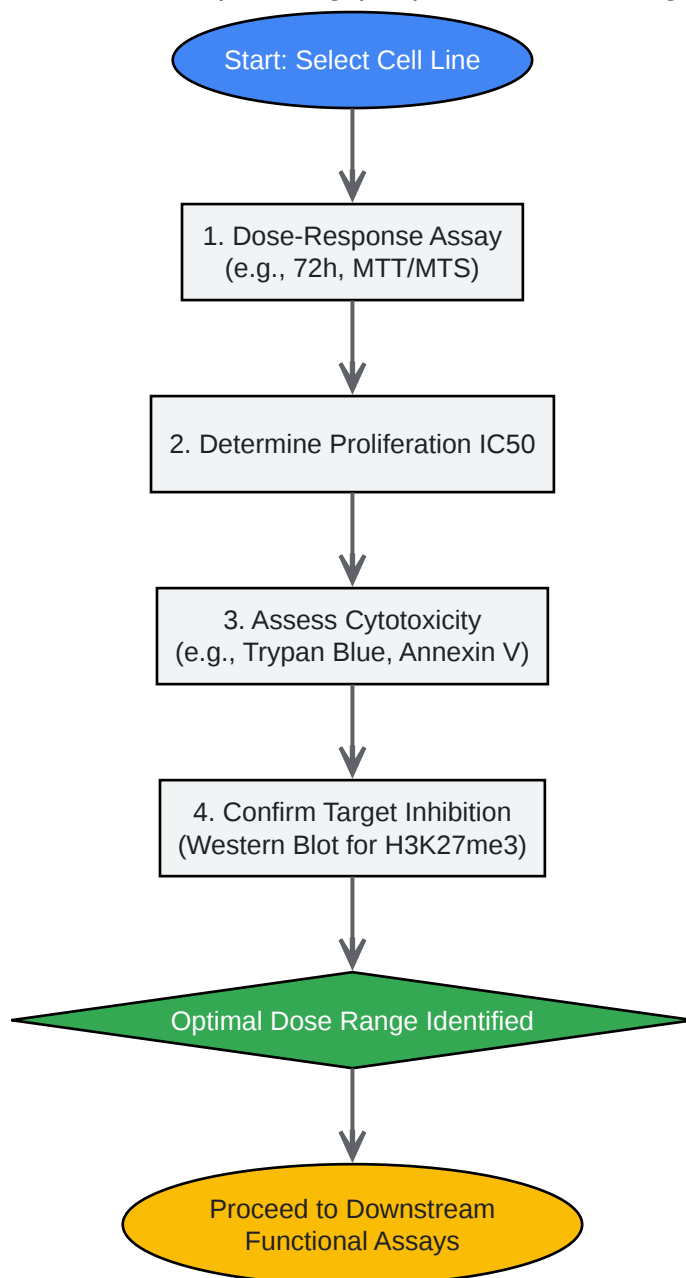 Start: Select Cell Line
1. Dose-Response Assay
(e.g., 72h, MTT/MTS)
2. Determine Proliferation IC50
3. Assess Cytotoxicity
(e.g., Trypan Blue, Annexin V)
4. Confirm Target Inhibition
(Western Blot for H3K27me3)
Optimal Dose Range Identified
Proceed to Downstream
Functional Assays